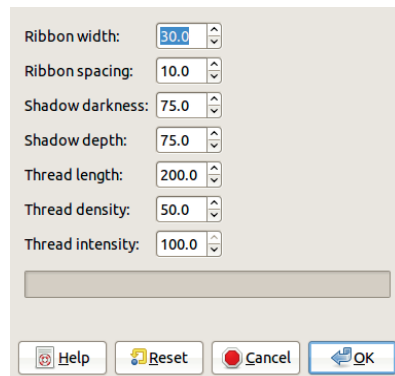 Ribbon width: 30.0
Ribbon spacing: 10.0
Shadow darkness: 75.0
Shadow depth: 75.0
Thread length: 200.0
Thread density: 50.0
Thread intensity: 100.0
Help Reset Cancel OK